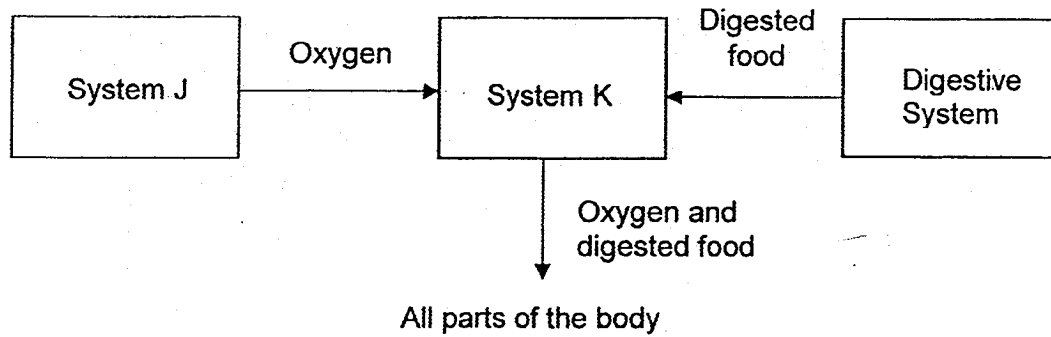 System J
Oxygen
System K
Digested
food
Digestive
System
Oxygen and
digested food
All parts of the body